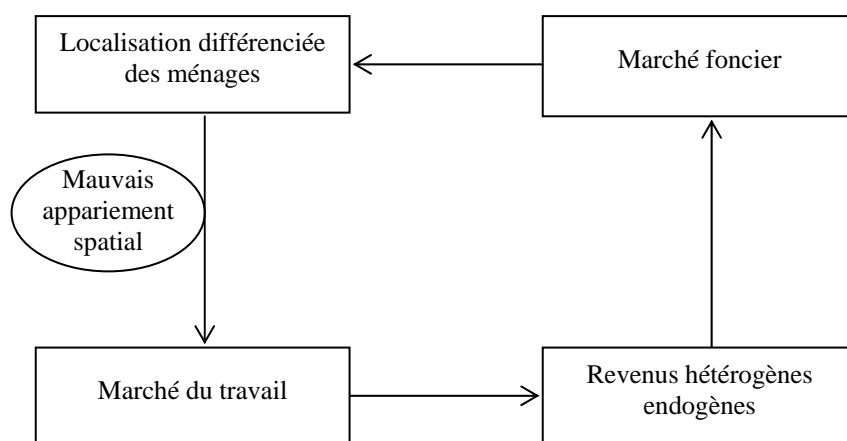 Localisation différenciée
des ménages
Marché foncier
Mauvais
appariement
spatial
Marché du travail
Revenus hétérogènes
endogènes